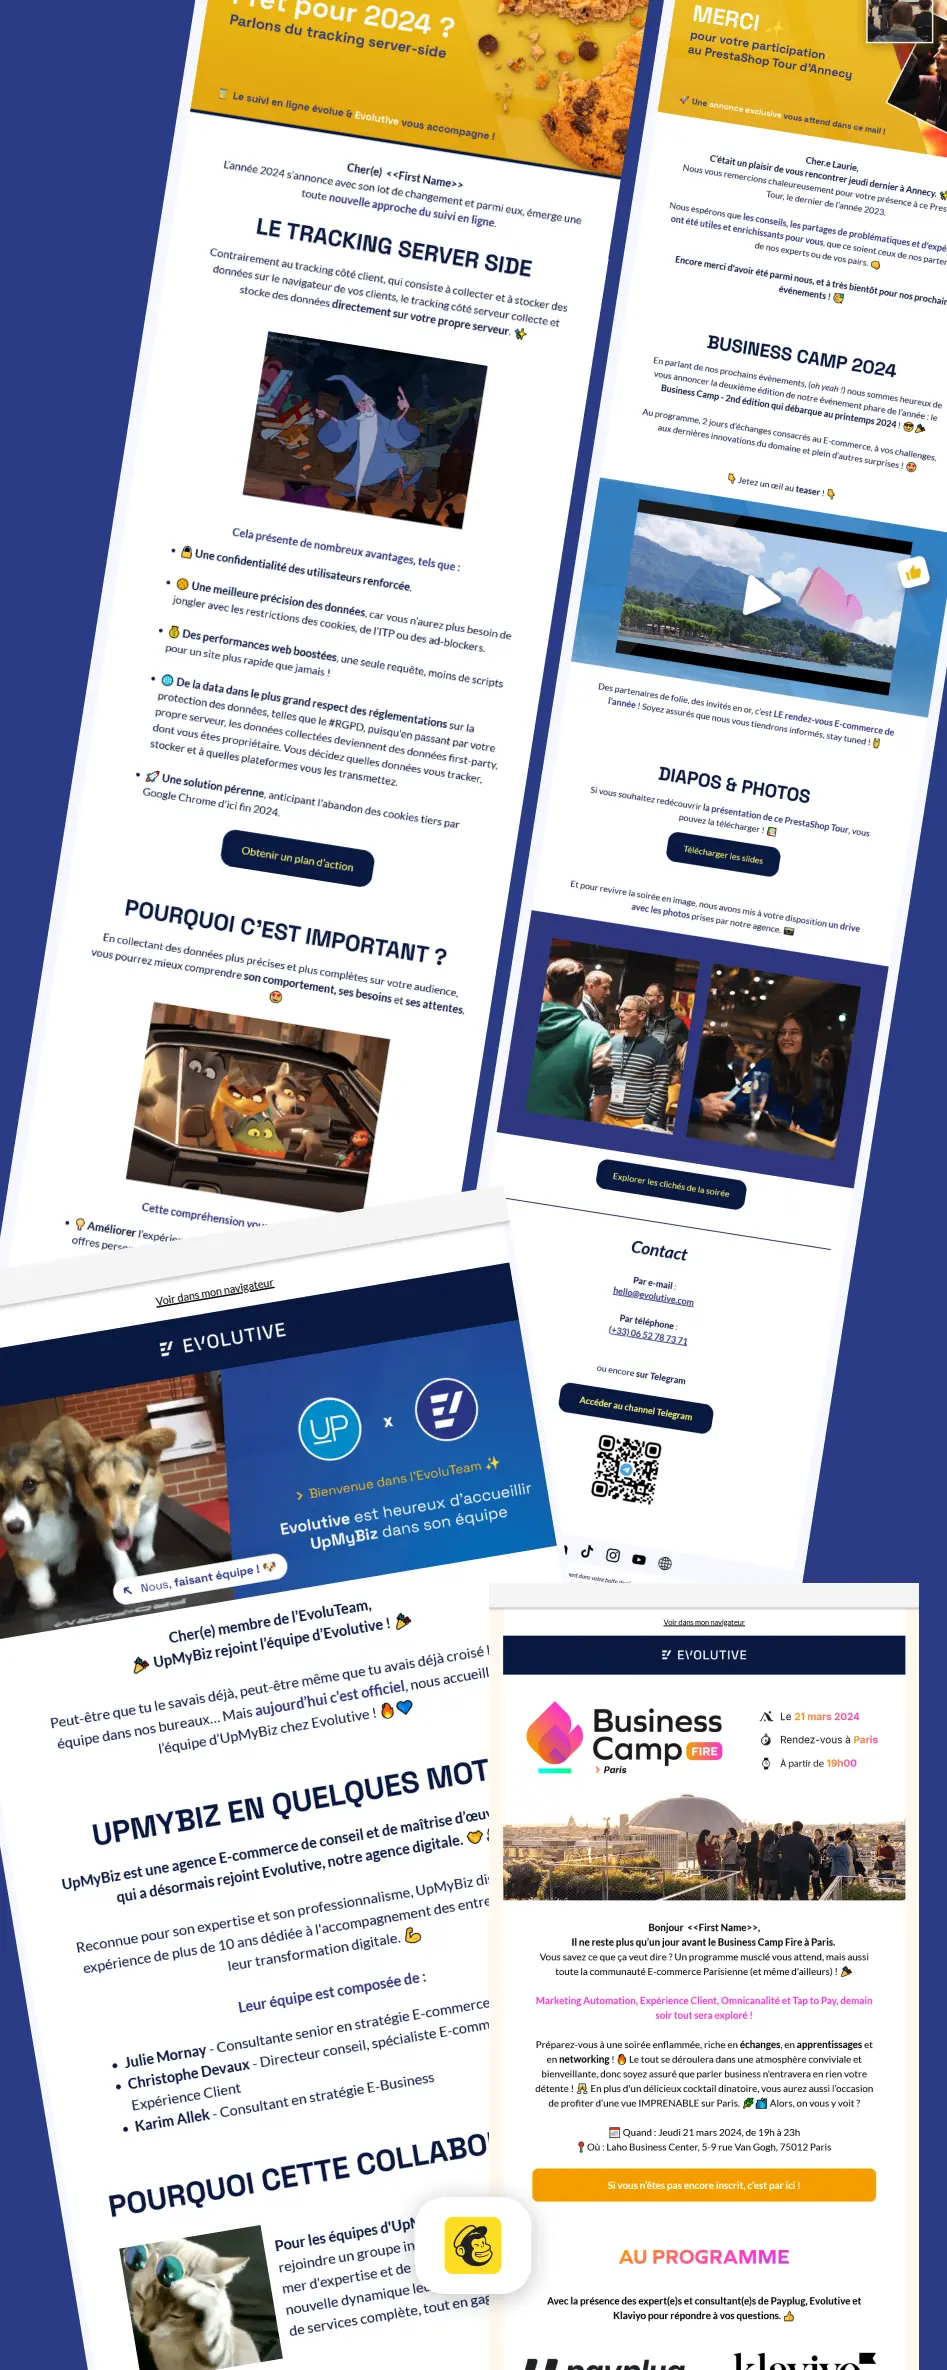 Prêt pour 2024 ?
Parlons du tracking server-side
⏳ Le suivi en ligne évolue & Evolutive vous accompagne !
Cher(e) <<First Name>>
L'année 2024 s'annonce avec son lot de changement et parmi eux, émerge une
toute nouvelle approche du suivi en ligne.
LE TRACKING SERVER SIDE
Contrairement au tracking côté client, qui consiste à collecter et à stocker des
données sur le navigateur de vos clients, le tracking côté serveur collecte et
stocke des données directement sur votre propre serveur.
Cela présente de nombreux avantages, tels que :
• 🔒 Une confidentialité des utilisateurs renforcée.
• 🍪 Une meilleure précision des données, car vous n'aurez plus besoin de
jongler avec les restrictions des cookies, de l'ITP ou des ad-blockers.
• Des performances web boostées, une seule requête, moins de scripts
pour un site plus rapide que jamais !
• 🌐 De la data dans le plus grand respect des réglementations sur la
protection des données, telles que le #RGPD, puisqu'en passant par votre
propre serveur, les données collectées deviennent des données first-party,
dont vous êtes propriétaire. Vous décidez quelles données vous tracker,
stocker et à quelles plateformes vous les transmettez.
• 🚀 Une solution pérenne, anticipant l'abandon des cookies tiers par
Google Chrome d'ici fin 2024.
Obtenir un plan d'action
POURQUOI C'EST IMPORTANT ?
En collectant des données plus précises et plus complètes sur votre audience,
vous pourrez mieux comprendre son comportement, ses besoins et ses attentes.
😍
Cette compréhension
• 💡 Améliorer
offres
MERCI ✨
pour votre participation
au PrestaShop Tour d'Annecy
🚀 Une annonce exclusive vous attend dans ce mail !
Cher.e Laurie,
C'était un plaisir de vous rencontrer jeudi dernier à Annecy.
Nous vous remercions chaleureusement pour votre présence à ce
Tour, le dernier de l'année 2023.
Nous espérons que les conseils, les partages de problématiques et
ont été utiles et enrichissants pour vous, que ce soient ceux de nos
de nos experts ou de vos pairs.
Encore merci d'avoir été parmi nous, et à très bientôt pour nos
événements !
BUSINESS CAMP 2024
En parlant de nos prochains évènements, (oh yeah !) nous sommes heureux de
vous annoncer la deuxième édition de notre événement phare de l'année : le
Business Camp - 2nd édition qui débarque au printemps 2024 ! 😎🎉
Au programme, 2 jours d'échanges consacrés au E-commerce, à vos challenges,
aux dernières innovations du domaine et plein d'autres surprises ! 😍
👇 Jetez un œil au teaser ! 👇
Des partenaires de folie, des invités en or, c'est LE rendez-vous E-commerce de
l'année ! Soyez assurés que nous vous tiendrons informés, stay tuned !
DIAPOS & PHOTOS
Si vous souhaitez redécouvrir la présentation de ce PrestaShop Tour, vous
pouvez la télécharger !
Télécharger les slides
Et pour revivre la soirée en image, nous avons mis à votre disposition un drive
avec les photos prises par notre agence. 📸
Explorer les clichés de la soirée
Contact
Par e-mail :
hello@evolutive.com
Par téléphone :
(+33) 06 52 78 73 71
ou encore sur Telegram
Accéder au channel Telegram
Voir dans mon navigateur
EVOLUTIVE
UP x
> Bienvenue dans l'EvoluTeam ✨
Evolutive est heureux d'accueillir
UpMyBiz dans son équipe
↖ Nous, faisant équipe ! 🐶
Cher(e) membre de l'EvoluTeam,
🎉 UpMyBiz rejoint l'équipe d'Evolutive ! 🎉
Peut-être que tu le savais déjà, peut-être même que tu avais déjà croisé
équipe dans nos bureaux... Mais aujourd'hui c'est officiel, nous
l'équipe d'UpMyBiz chez Evolutive ! 🔥💙
UPMYBIZ EN QUELQUES
UpMyBiz est une agence E-commerce de conseil et de maîtrise
qui a désormais rejoint Evolutive, notre agence digitale.
Reconnue pour son expertise et son professionnalisme, UpMyBiz
expérience de plus de 10 ans dédiée à l'accompagnement des
leur transformation digitale. 💪
Leur équipe est composée de :
• Julie Mornay - Consultante senior en stratégie E-commerce
• Christophe Devaux - Directeur conseil, spécialiste
Expérience Client
• Karim Allek - Consultant en stratégie E-Business
POURQUOI CETTE
Pour les équipes
rejoindre un groupe
mer d'expertise et de
nouvelle dynamique
de services complète, tout en
Voir dans mon navigateur
EVOLUTIVE
Business
Camp FIRE
> Paris
Le 21 mars 2024
Rendez-vous à Paris
À partir de 19h00
Bonjour <<First Name>>,
Il ne reste plus qu'un jour avant le Business Camp Fire à Paris.
Vous savez ce que ça veut dire ? Un programme musclé vous attend, mais aussi
toute la communauté E-commerce Parisienne (et même d'ailleurs) ! 🎉
Marketing Automation, Expérience Client, Omnicanalité et Tap to Pay, demain
soir tout sera exploré !
Préparez-vous à une soirée enflammée, riche en échanges, en apprentissages et
en networking ! 🔥 Le tout se déroulera dans une atmosphère conviviale et
bienveillante, donc soyez assuré que parler business n'entravera en rien votre
détente ! 🥂 En plus d'un délicieux cocktail dinatoire, vous aurez aussi l'occasion
de profiter d'une vue IMPRENABLE sur Paris. Alors, on vous y voit ?
📅 Quand : Jeudi 21 mars 2024, de 19h à 23h
📍 Où : Laho Business Center, 5-9 rue Van Gogh, 75012 Paris
Si vous n'êtes pas encore inscrit, c'est par ici !
AU PROGRAMME
Avec la présence des expert(e)s et consultant(e)s de Payplug, Evolutive et
Klaviyo pour répondre à vos questions. 👍
payplug
klaviyo